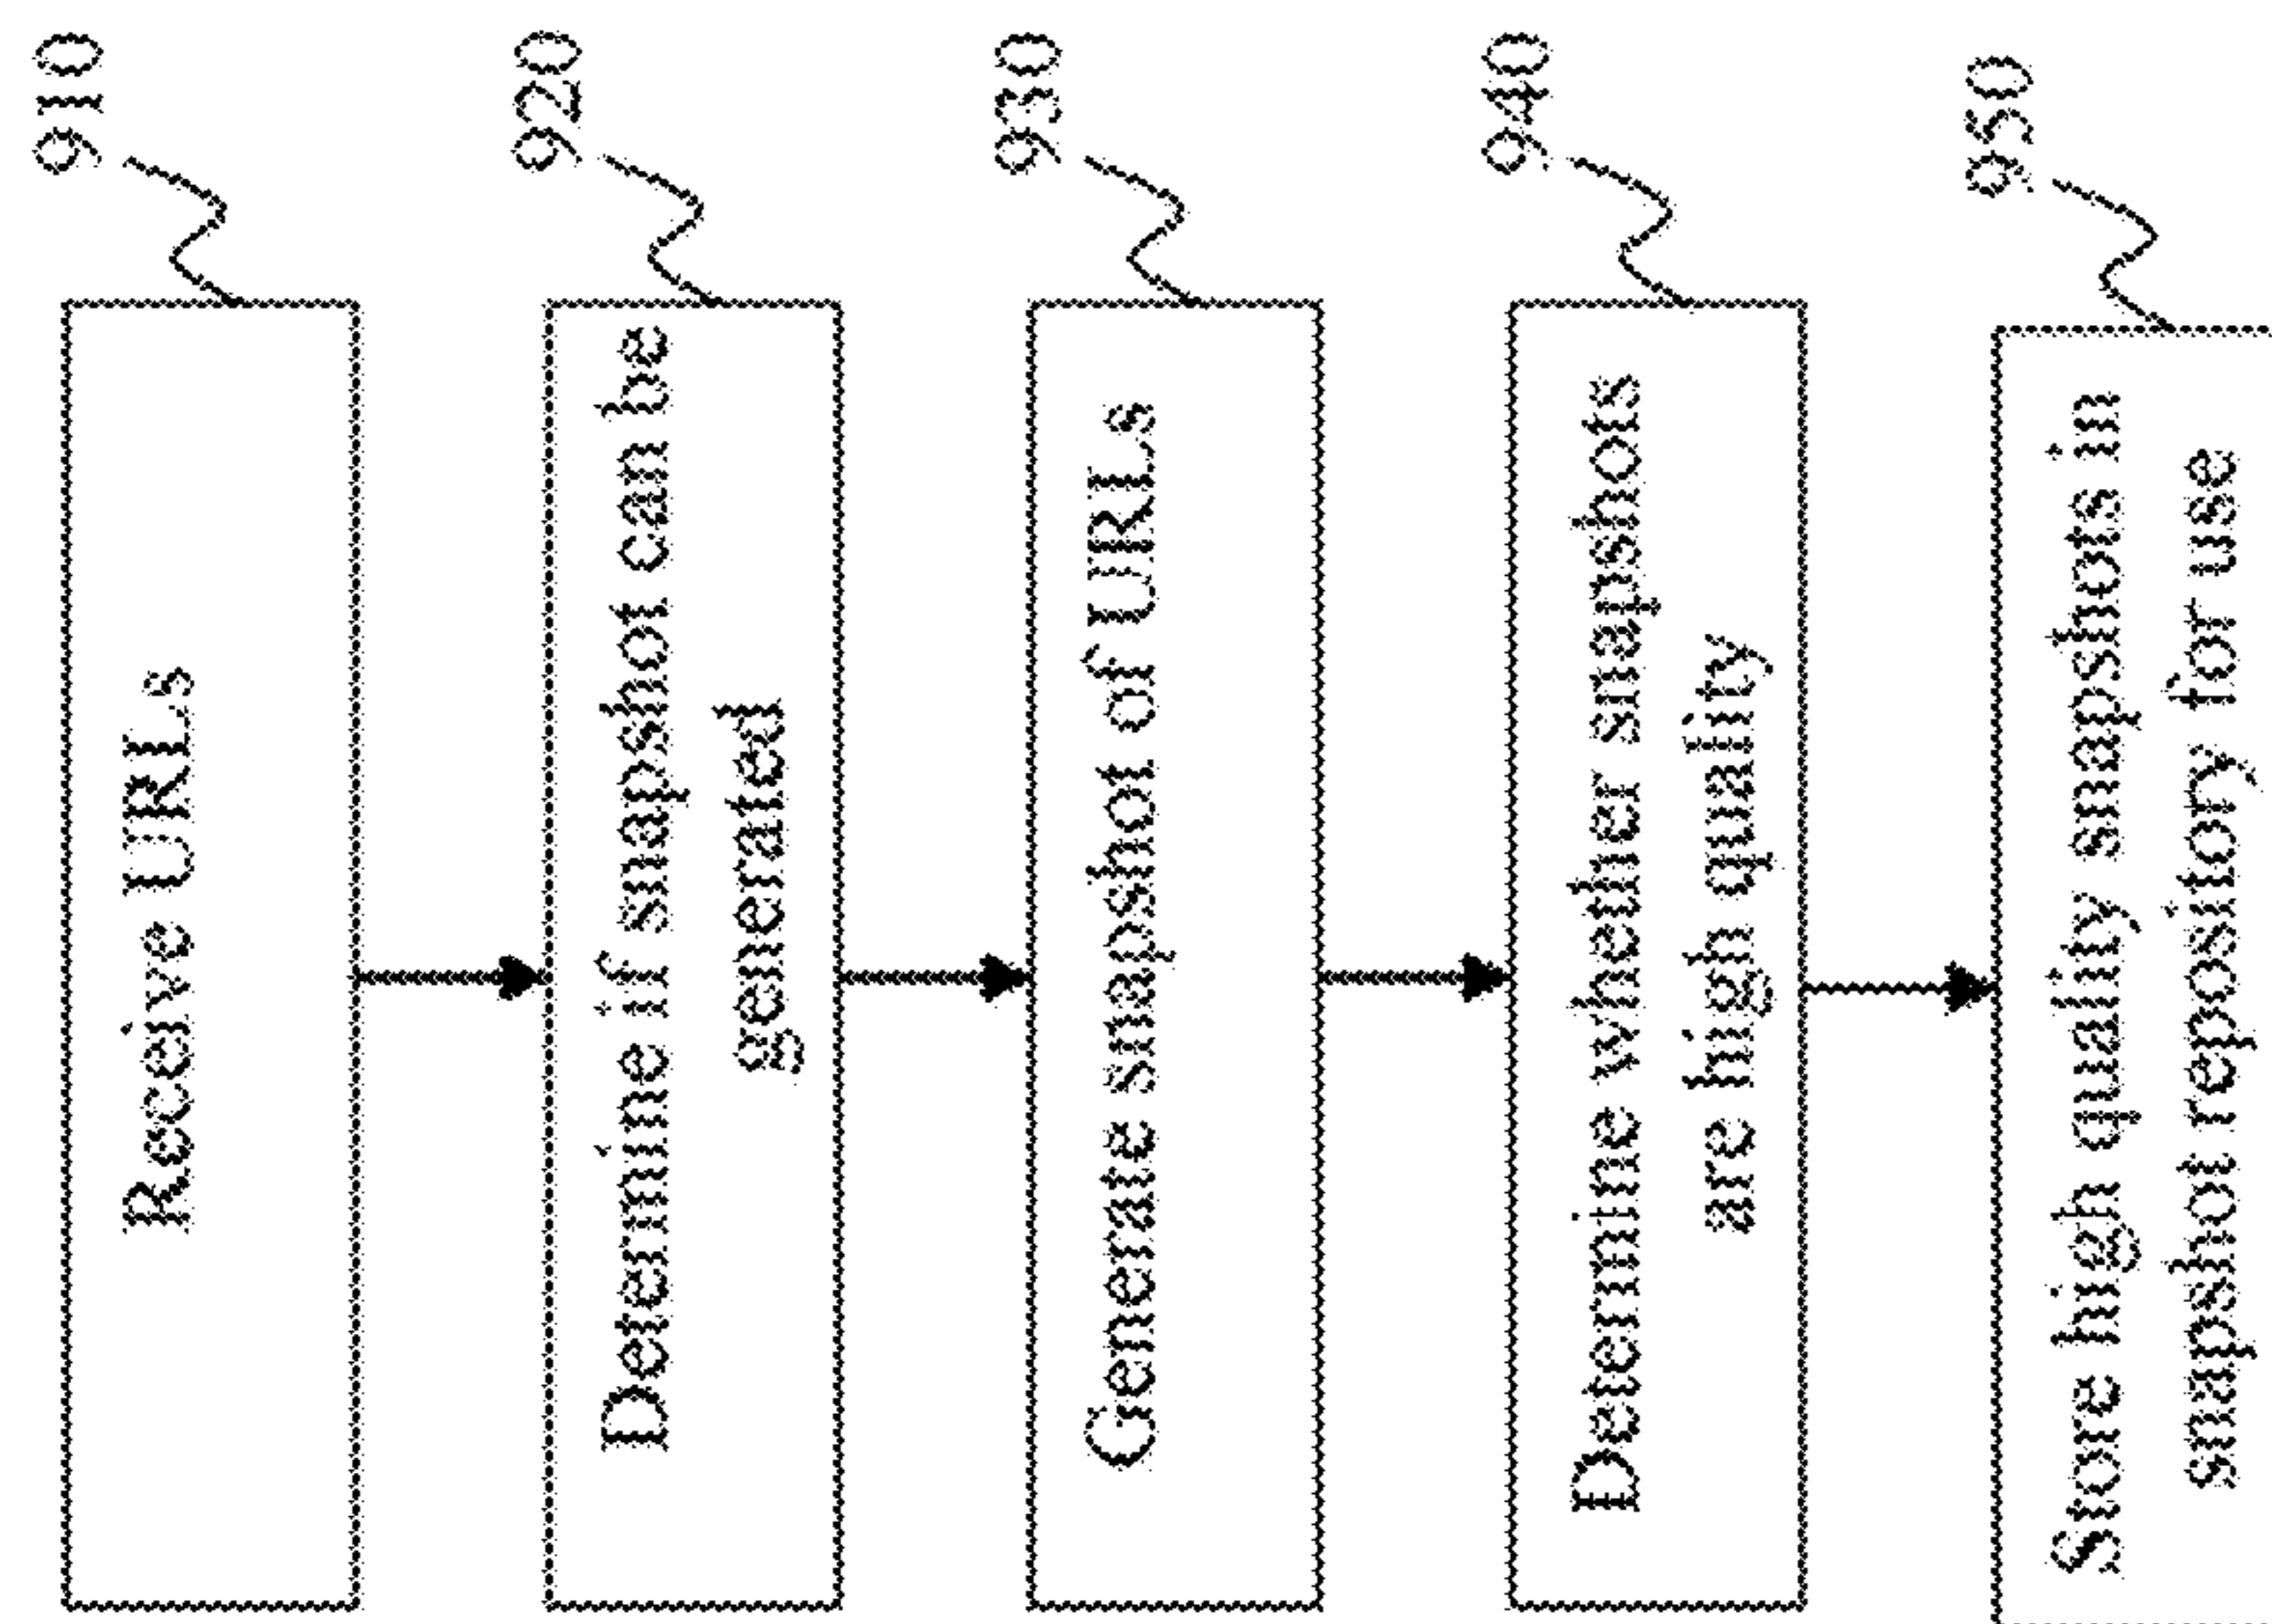 910
Receive URLs
920
Determine if snapshot can be
generated
930
Generate snapshot of URLs
940
Determine whether snapshots
are high quality
950
Store high quality snapshots in
snapshot repository for use